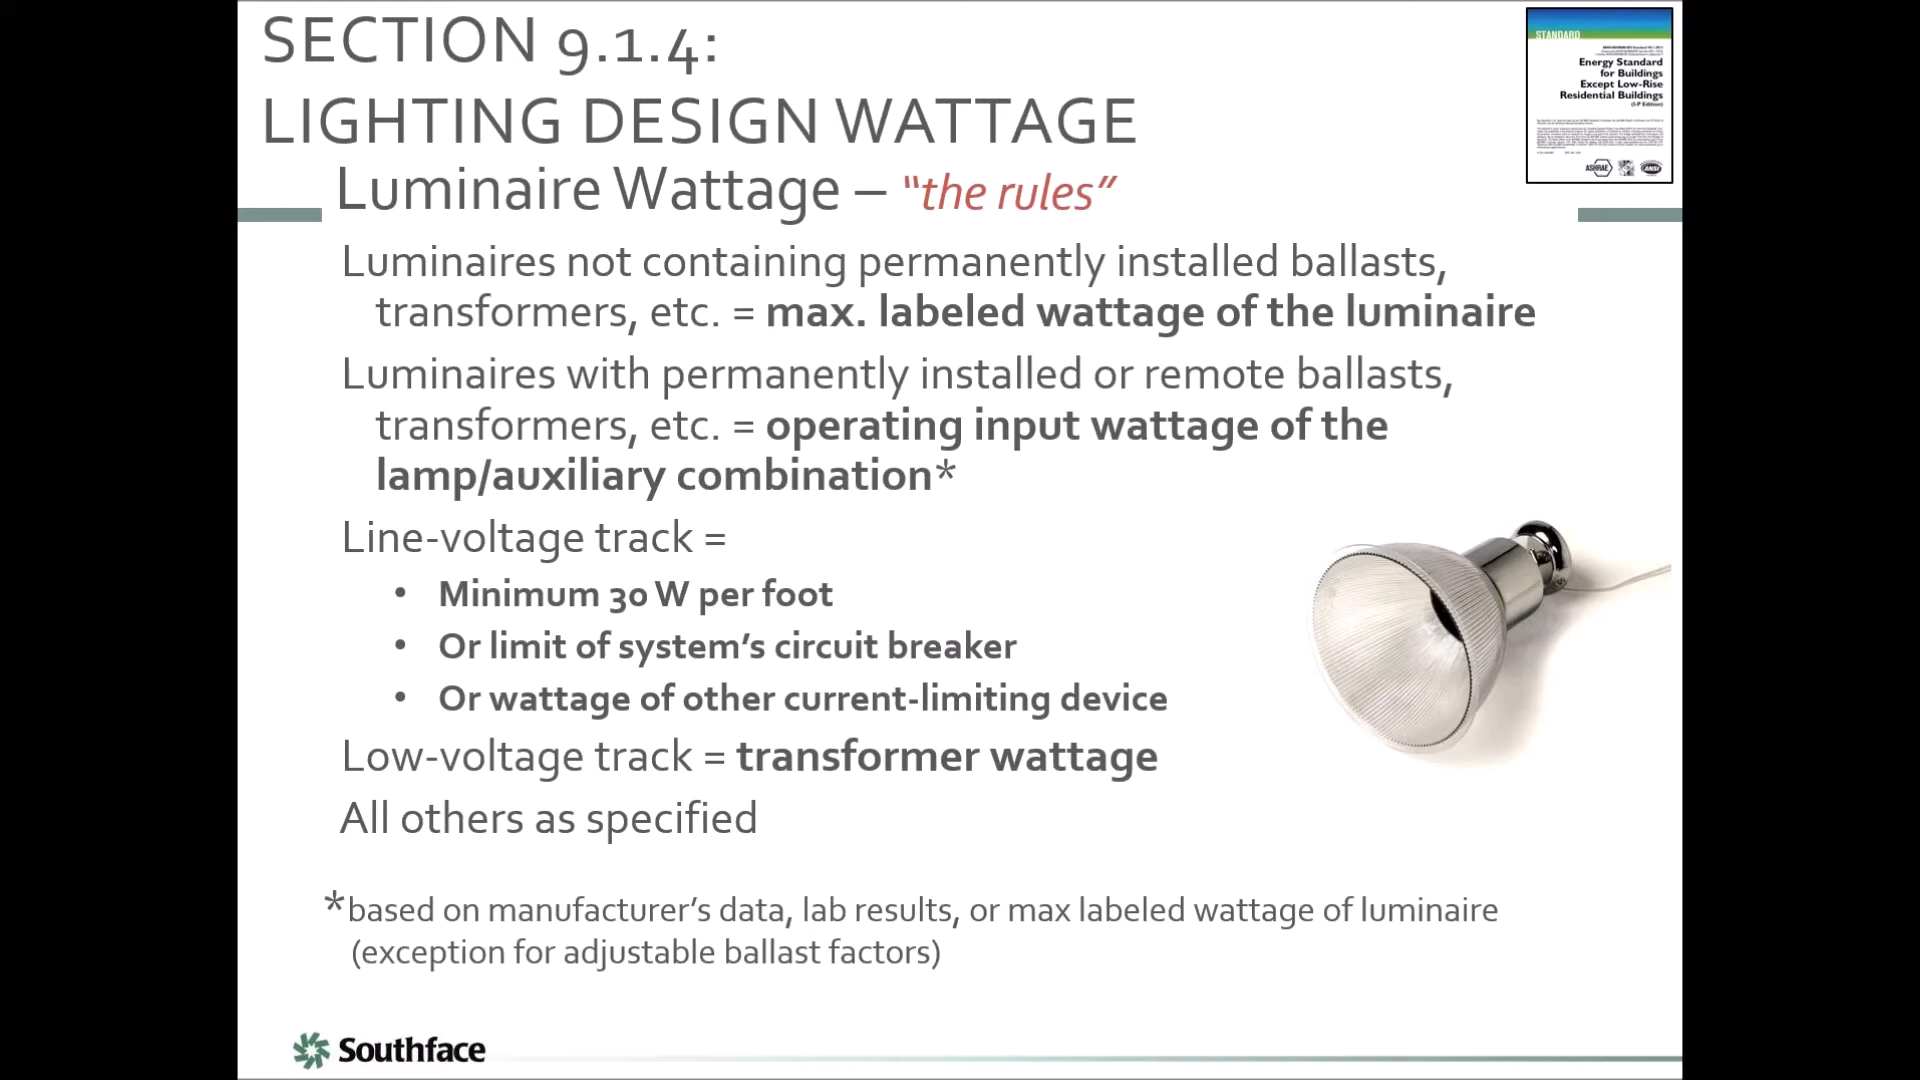 SECTION 9.1.4:
LIGHTING DESIGN WATTAGE
Luminaire Wattage – “the rules”
STANDARD
Energy Standard
for Buildings
Except Low-Rise
Residential Buildings
(I-P Edition)
ASHRAE
ANSI
Luminaires not containing permanently installed ballasts,
transformers, etc. = max. labeled wattage of the luminaire
Luminaires with permanently installed or remote ballasts,
transformers, etc. = operating input wattage of the
lamp/auxiliary combination*
Line-voltage track =
• Minimum 30 W per foot
• Or limit of system’s circuit breaker
• Or wattage of other current-limiting device
Low-voltage track = transformer wattage
All others as specified
*based on manufacturer’s data, lab results, or max labeled wattage of luminaire
(exception for adjustable ballast factors)
Southface